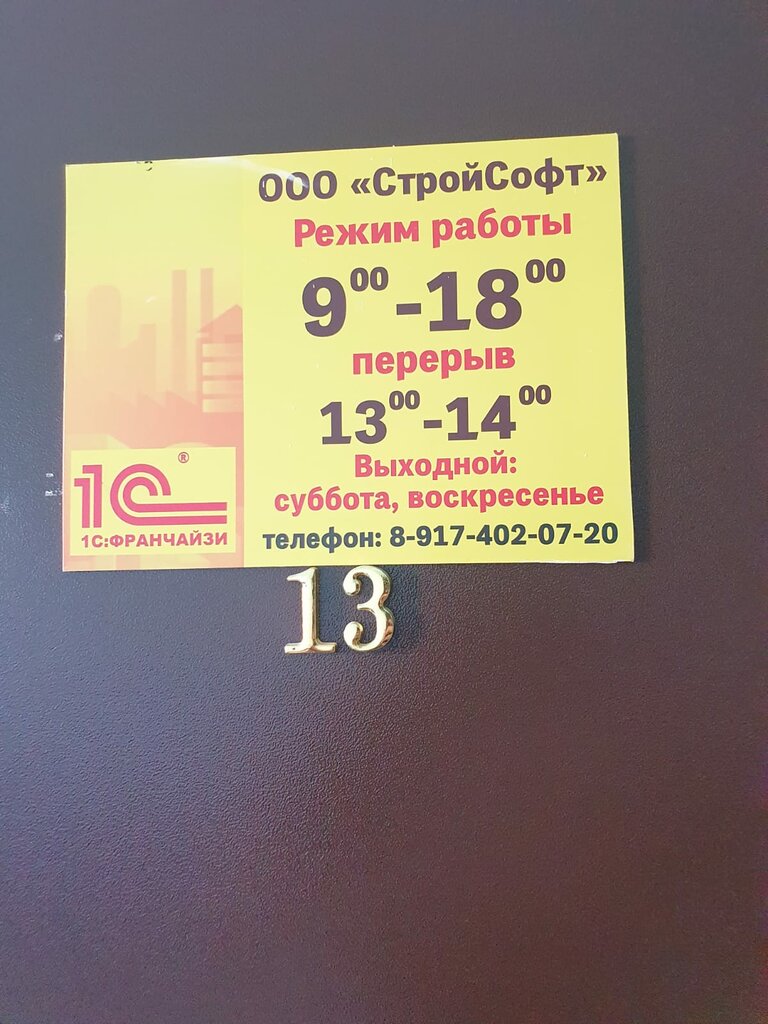 ООО «СтройСофт»
Режим работы
9⁰⁰-18⁰⁰
перерыв
13⁰⁰-14⁰⁰
Выходной:
суббота, воскресенье
телефон: 8-917-402-07-20
1С®
1С:ФРАНЧАЙЗИ
13